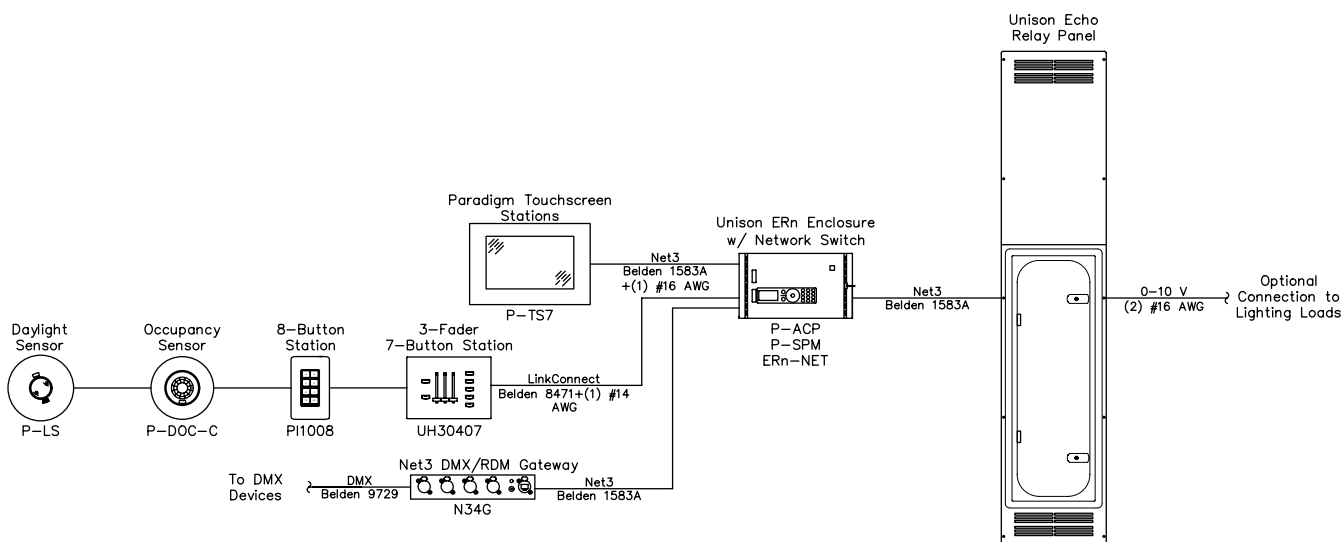 Unison Echo
Relay Panel
Paradigm Touchscreen
Stations
P-TS7
Net3
Belden 1583A
+(1) #16 AWG
Unison ERn Enclosure
w/ Network Switch
P-ACP
P-SPM
ERn-NET
Net3
Belden 1583A
0-10 V
(2) #16 AWG
Optional
Connection to
Lighting Loads
Daylight
Sensor
P-LS
Occupancy
Sensor
P-DOC-C
8-Button
Station
PI1008
3-Fader
7-Button Station
UH30407
LinkConnect
Belden 8471+(1) #14
AWG
To DMX
Devices
DMX
Belden 9729
Net3 DMX/RDM Gateway
N34G
Net3
Belden 1583A